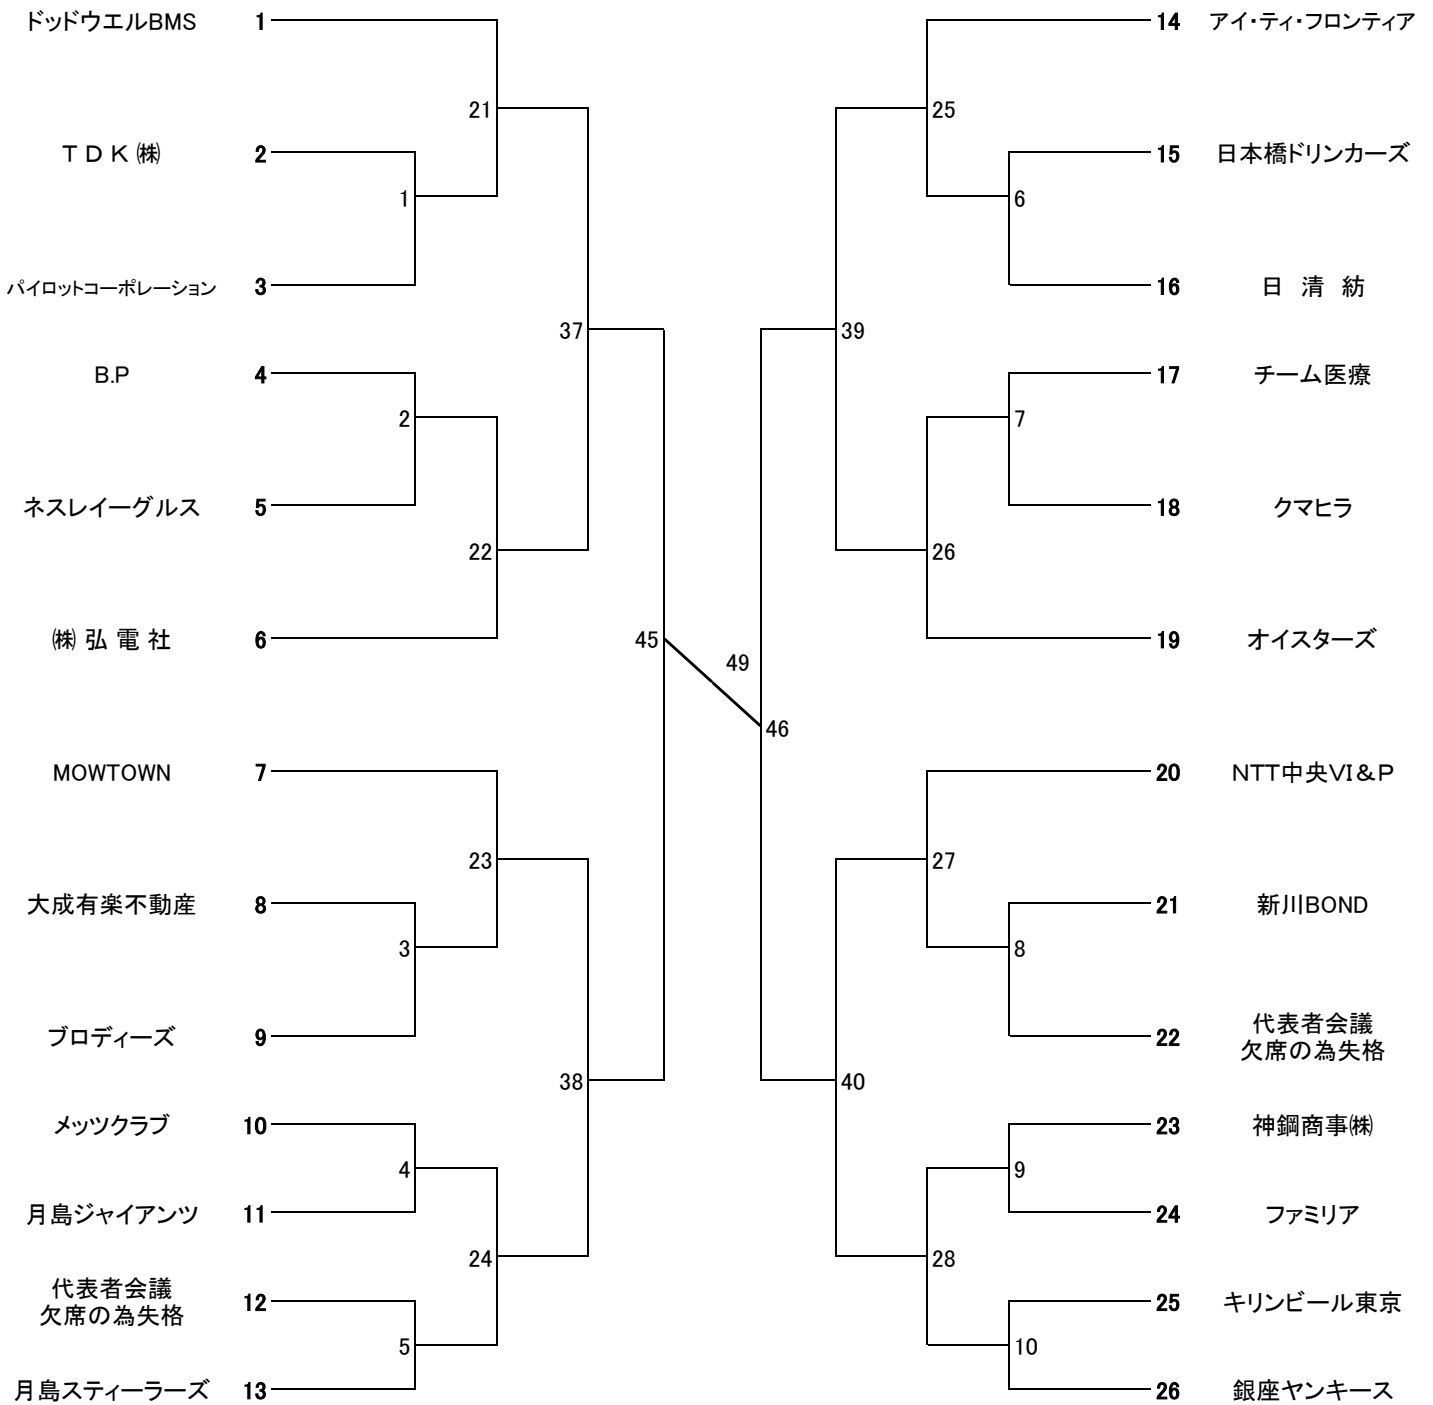 ドッドウエルBMS 1
21
ＴＤＫ㈱ 2
1
パイロットコーポレーション 3
37
B.P 4
2
ネスレイーグルス 5
22
㈱弘電社 6
45
MOWTOWN 7
23
大成有楽不動産 8
3
ブロディーズ 9
38
メッツクラブ 10
4
月島ジャイアンツ 11
24
代表者会議
欠席の為失格 12
5
月島スティーラーズ 13
49
46
14 アイ・ティ・フロンティア
25
15 日本橋ドリンカーズ
6
16 日清紡
39
17 チーム医療
7
18 クマヒラ
26
19 オイスターズ
20 NTT中央ⅥI＆P
27
21 新川BOND
8
22 代表者会議
欠席の為失格
40
23 神鋼商事㈱
9
24 ファミリア
28
25 キリンビール東京
10
26 銀座ヤンキース